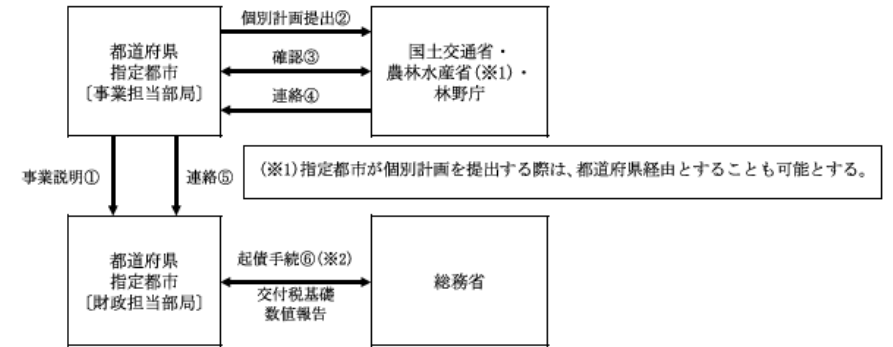 個別計画提出②
都道府県
指定都市
〔事業担当部局〕
確認③
連絡④
国土交通省・
農林水産省(※1)・
林野庁
事業説明①
連絡⑤
(※1)指定都市が個別計画を提出する際は、都道府県経由とすることも可能とする。
都道府県
指定都市
〔財政担当部局〕
起債手続⑥(※2)
交付税基礎
数値報告
総務省